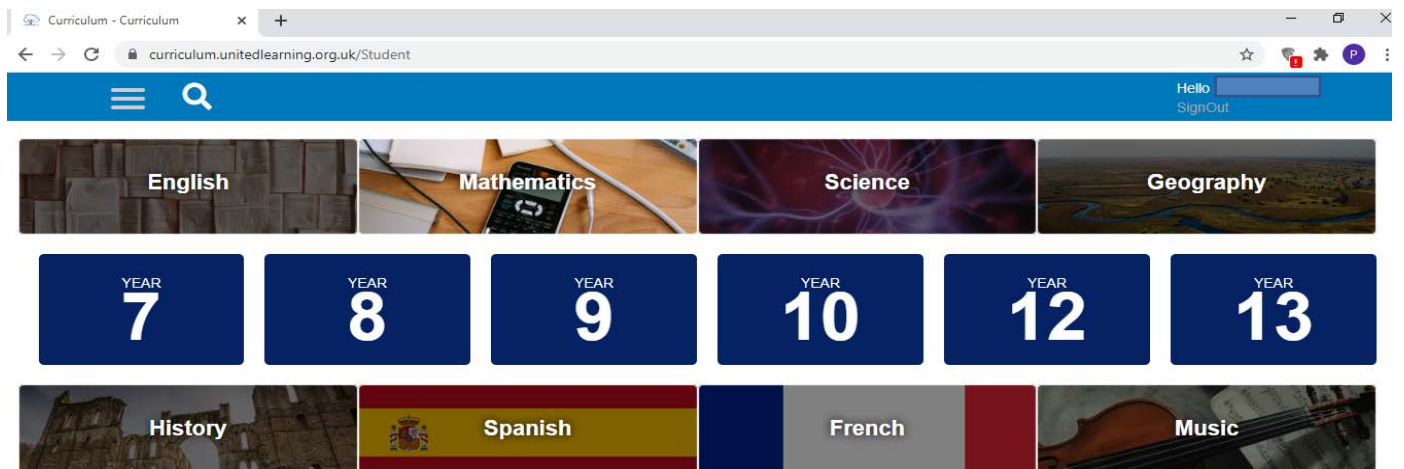 Curriculum - Curriculum
curriculum.unitedlearning.org.uk/Student
P
Hello
SignOut
English
Mathematics
Science
Geography
YEAR
7
YEAR
8
YEAR
9
YEAR
10
YEAR
12
YEAR
13
History
Spanish
French
Music